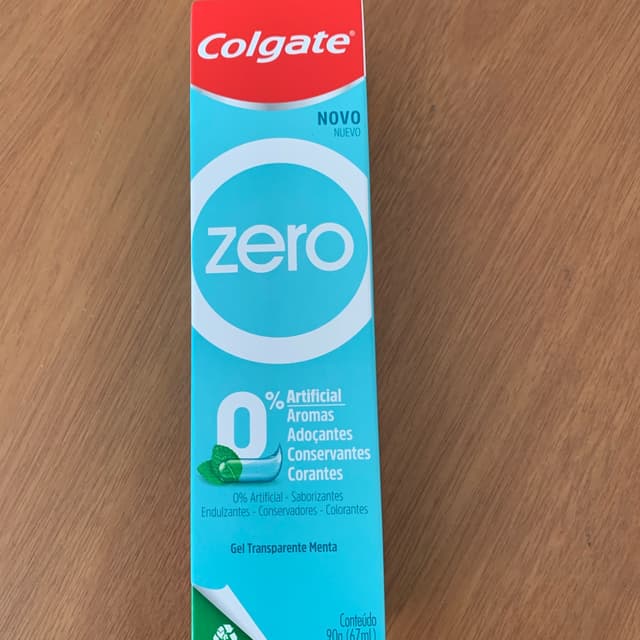 Colgate®
NOVO
NUEVO
zero
0% Artificial
Aromas
Adoçantes
Conservantes
Corantes
0% Artificial - Saborizantes
Endulzantes - Conservadores - Colorantes
Gel Transparente Menta
Conteúdo
90g (67mL)